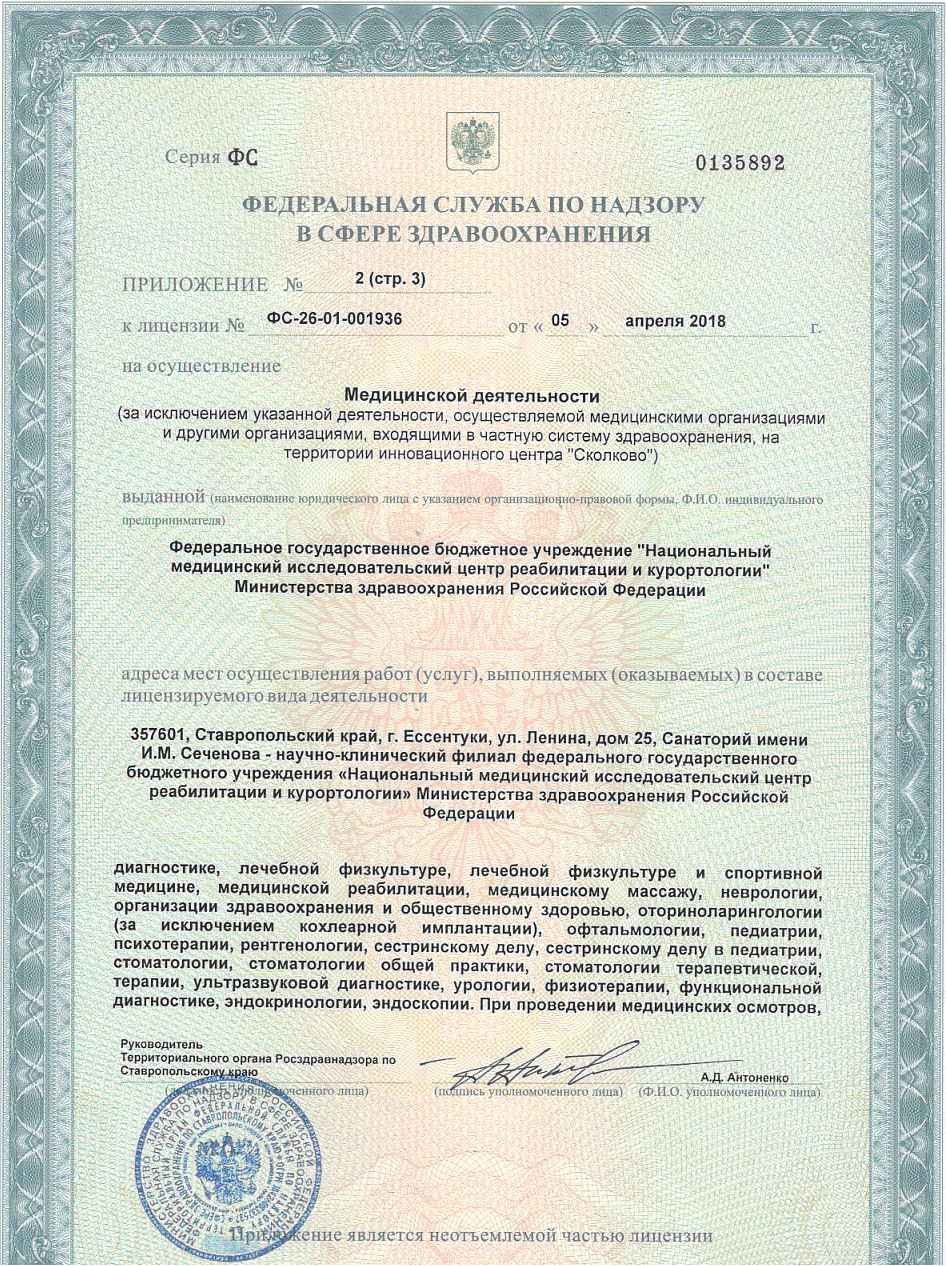 Серия ФС
0135892
ФЕДЕРАЛЬНАЯ СЛУЖБА ПО НАДЗОРУ
В СФЕРЕ ЗДРАВООХРАНЕНИЯ
ПРИЛОЖЕНИЕ № 2 (стр. 3)
к лицензии № ФС-26-01-001936 от « 05 » апреля 2018 г.
на осуществление
Медицинской деятельности
(за исключением указанной деятельности, осуществляемой медицинскими организациями
и другими организациями, входящими в частную систему здравоохранения, на
территории инновационного центра "Сколково")
выданной (наименование юридического лица с указанием организационно-правовой формы, Ф.И.О. индивидуального
предпринимателя)
Федеральное государственное бюджетное учреждение "Национальный
медицинский исследовательский центр реабилитации и курортологии"
Министерства здравоохранения Российской Федерации
адреса мест осуществления работ (услуг), выполняемых (оказываемых) в составе
лицензируемого вида деятельности
357601, Ставропольский край, г. Ессентуки, ул. Ленина, дом 25, Санаторий имени
И.М. Сеченова - научно-клинический филиал федерального государственного
бюджетного учреждения «Национальный медицинский исследовательский центр
реабилитации и курортологии» Министерства здравоохранения Российской
Федерации
диагностике, лечебной физкультуре, лечебной физкультуре и спортивной
медицине, медицинской реабилитации, медицинскому массажу, неврологии,
организации здравоохранения и общественному здоровью, оториноларингологии
(за исключением кохлеарной имплантации), офтальмологии, педиатрии,
психотерапии, рентгенологии, сестринскому делу, сестринскому делу в педиатрии,
стоматологии, стоматологии общей практики, стоматологии терапевтической,
терапии, ультразвуковой диагностике, урологии, физиотерапии, функциональной
диагностике, эндокринологии, эндоскопии. При проведении медицинских осмотров,
Руководитель
Территориального органа Росздравнадзора по
Ставропольскому краю
А.Д. Антоненко
(должность уполномоченного лица) (подпись уполномоченного лица) (Ф.И.О. уполномоченного лица)
Приложение является неотъемлемой частью лицензии